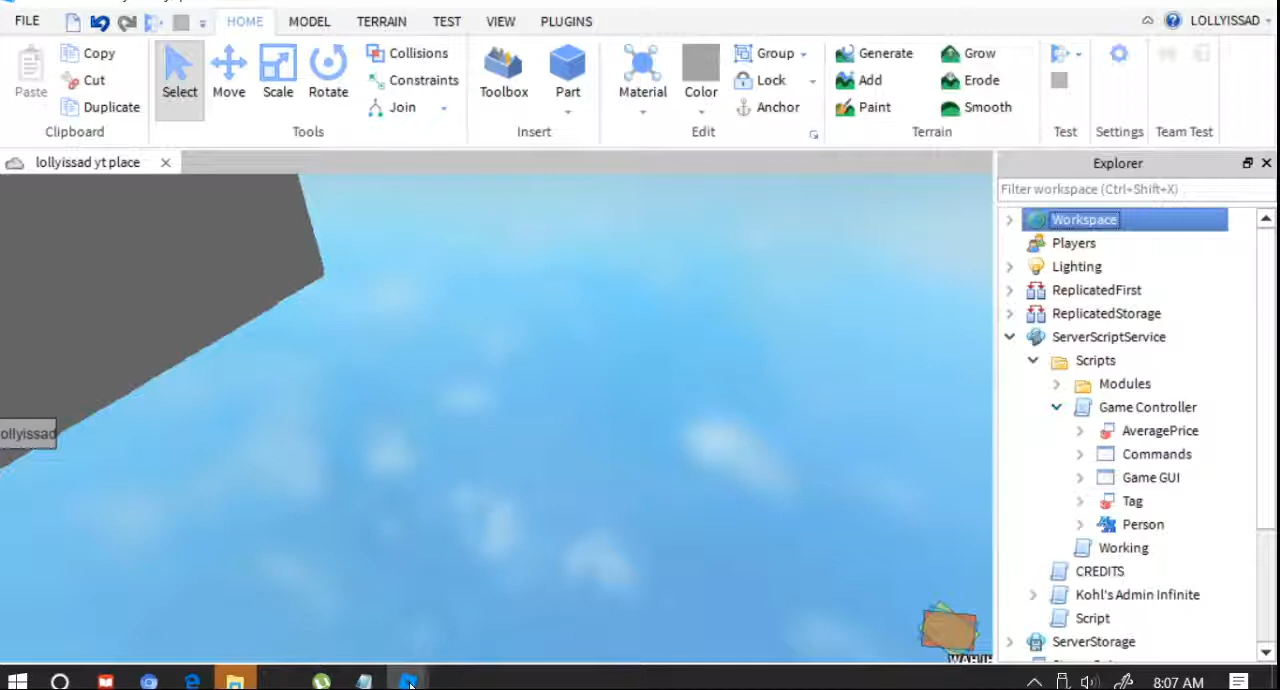 FILE HOME MODEL TERRAIN TEST VIEW PLUGINS LOLLYISSAD
Paste Copy Cut Duplicate
Clipboard
Select Move Scale Rotate Collisions Constraints Join
Tools
Toolbox Part
Insert
Material Color Group Lock Anchor
Edit
Generate Add Paint Grow Erode Smooth
Terrain
Test Settings Team Test
lollyissad yt place
Explorer
Filter workspace (Ctrl+Shift+X)
Workspace
Players
Lighting
ReplicatedFirst
ReplicatedStorage
ServerScriptService
Scripts
Modules
Game Controller
AveragePrice
Commands
Game GUI
Tag
Person
Working
CREDITS
Kohl's Admin Infinite
Script
ServerStorage
ollyissad
8:07 AM